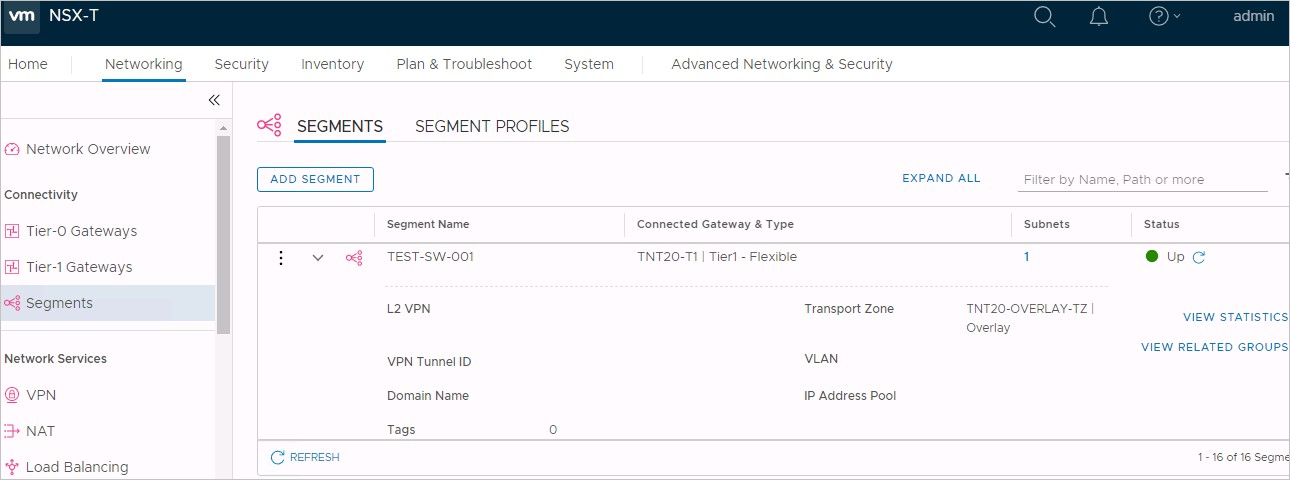 vm NSX-T admin
Home Networking Security Inventory Plan & Troubleshoot System Advanced Networking & Security
SEGMENTS SEGMENT PROFILES
Network Overview
Connectivity
Tier-0 Gateways
Tier-1 Gateways
Segments
Network Services
VPN
NAT
Load Balancing
ADD SEGMENT EXPAND ALL Filter by Name, Path or more
Segment Name Connected Gateway & Type Subnets Status
TEST-SW-001 TNT20-T1 | Tier1 - Flexible 1 Up
L2 VPN Transport Zone TNT20-OVERLAY-TZ |
Overlay
VIEW STATISTICS
VIEW RELATED GROUPS
VPN Tunnel ID VLAN
Domain Name IP Address Pool
Tags 0
REFRESH 1 - 16 of 16 Segme